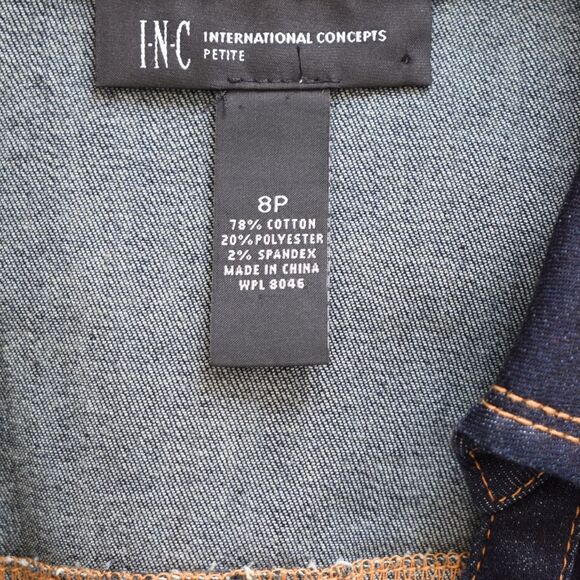 I·N·C INTERNATIONAL CONCEPTS
PETITE
8P
78% COTTON
20% POLYESTER
2% SPANDEX
MADE IN CHINA
WPL 8046